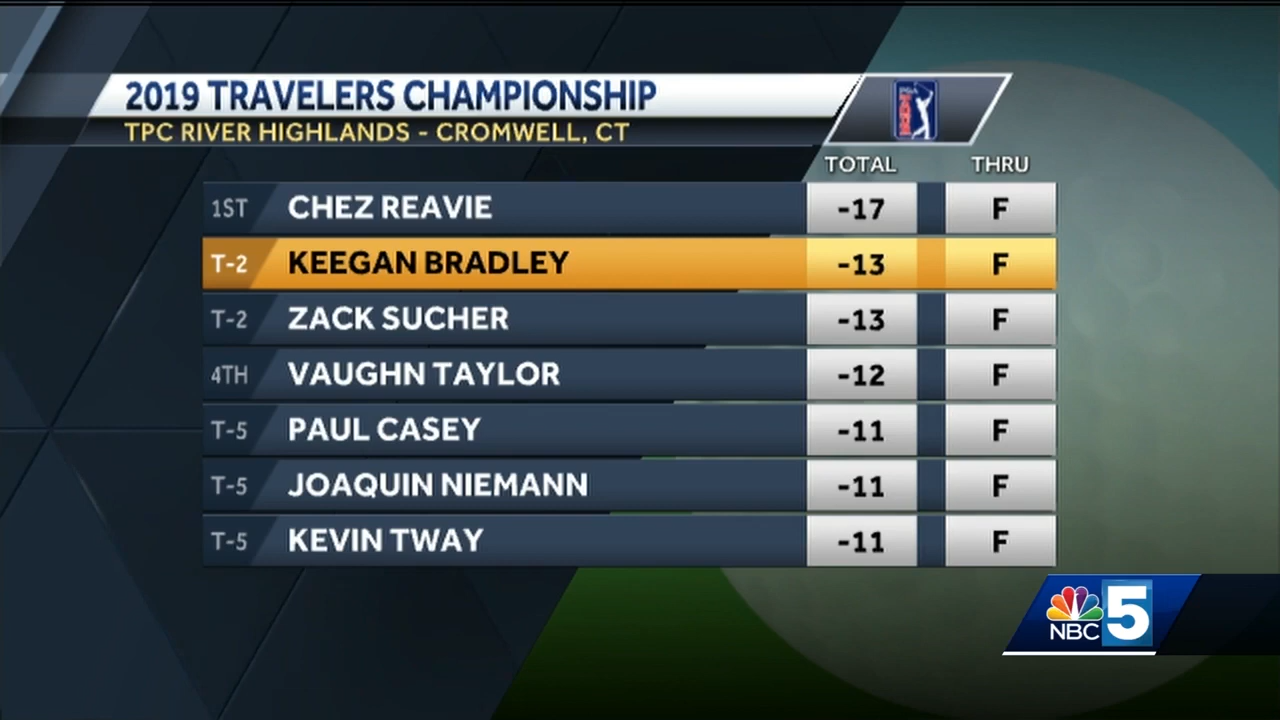 2019 TRAVELERS CHAMPIONSHIP
TPC RIVER HIGHLANDS - CROMWELL, CT
PGA TOUR
TOTAL THRU
1ST CHEZ REAVIE -17 F
T-2 KEEGAN BRADLEY -13 F
T-2 ZACK SUCHER -13 F
4TH VAUGHN TAYLOR -12 F
T-5 PAUL CASEY -11 F
T-5 JOAQUIN NIEMANN -11 F
T-5 KEVIN TWAY -11 F
NBC 5